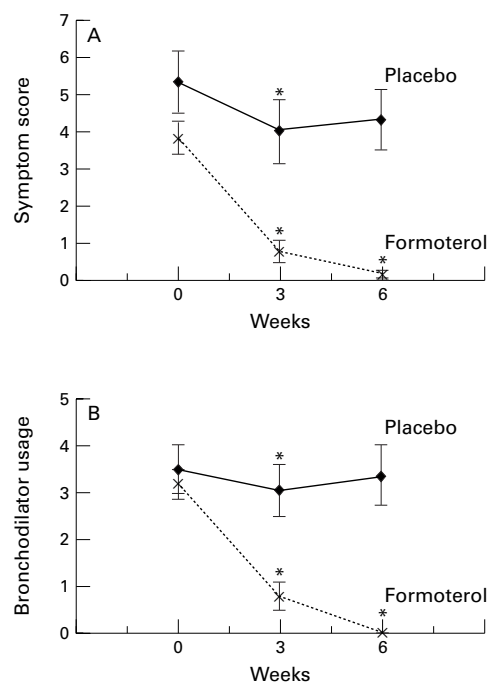 A
7
6
5
4
3
2
1
0
Symptom score
Placebo
*
*
Formoterol
*
0 3 6
Weeks
B
5
4
3
2
1
0
Bronchodilator usage
Placebo
*
*
Formoterol
*
0 3 6
Weeks